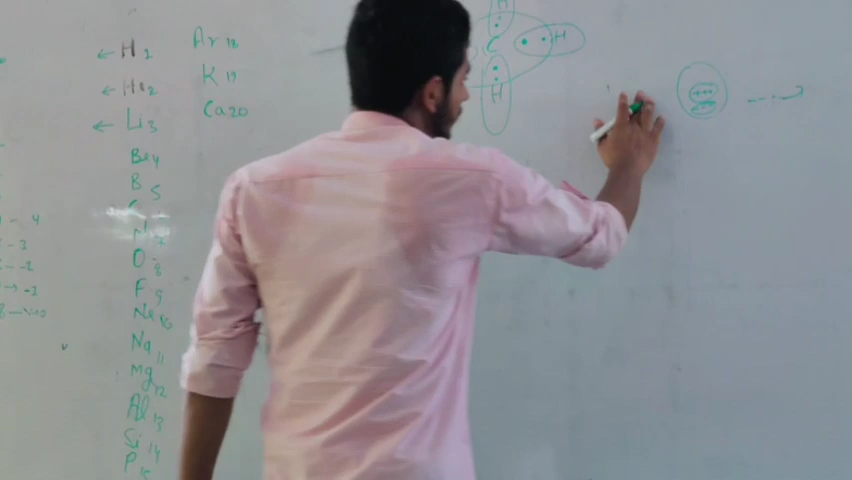 ← H 1
← He 2
← Li 3
Be 4
B 5
C
N 7
O 8
F 9
Ne 10
Na 11
Mg 12
Al 13
Si 14
P 15
Ar 18
K 19
Ca 20
H
C
H
H